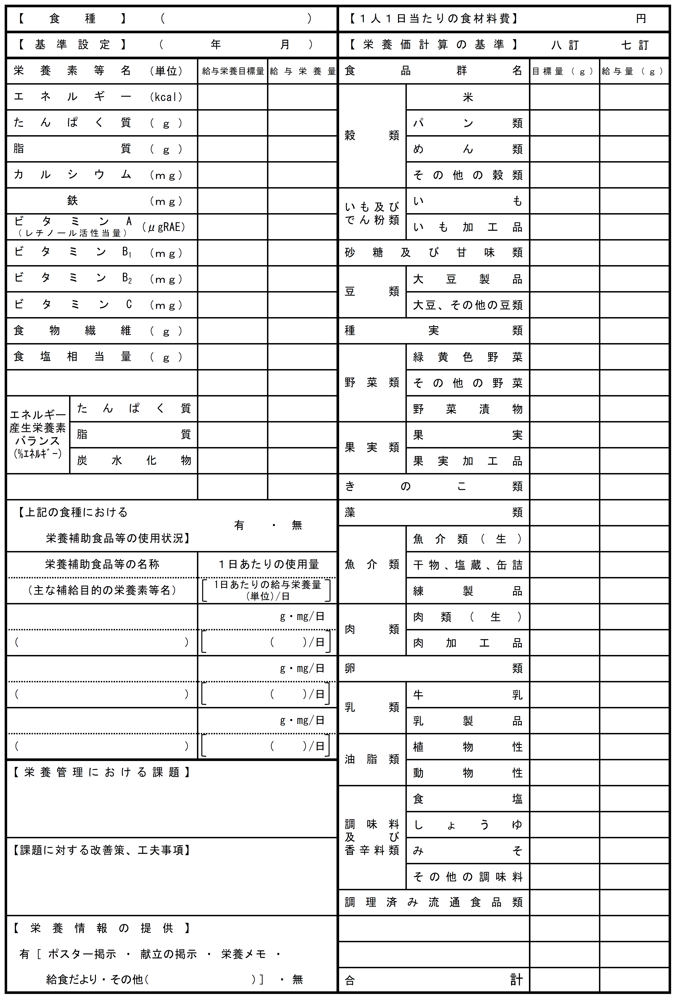 【食種】 （ ）
【基準設定】 （ 年 月 ）
栄養素等名 （単位） 給与栄養目標量 給与栄養量
エネルギー （kcal）
たんぱく質 （ｇ）
脂質 （ｇ）
カルシウム （ｍｇ）
鉄 （ｍｇ）
ビタミンＡ （μgRAE）
（レチノール活性当量）
ビタミンB₁ （ｍｇ）
ビタミンB₂ （ｍｇ）
ビタミンC （ｍｇ）
食物繊維 （ｇ）
食塩相当量 （ｇ）
エネルギー
産生栄養素
バランス
(%ｴﾈﾙｷﾞｰ)
たんぱく質
脂質
炭水化物
【上記の食種における
栄養補助食品等の使用状況】
有 ・ 無
栄養補助食品等の名称
１日あたりの使用量
（主な補給目的の栄養素等名）
1日あたりの給与栄養量
(単位)/日
g・mg/日
（ ） ［ ( )/日］
g・mg/日
（ ） ［ ( )/日］
g・mg/日
（ ） ［ ( )/日］
【栄養管理における課題】
【課題に対する改善策、工夫事項】
【栄養情報の提供】
有［ ポスター掲示 ・ 献立の掲示 ・ 栄養メモ ・
給食だより・その他( )］ ・ 無
【１人１日当たりの食材料費】 円
【栄養価計算の基準】 八訂 七訂
食品群名 目標量（ｇ） 給与量（ｇ）
穀類
米
パン類
めん類
その他の穀類
いも及び
でん粉類
いも
いも加工品
砂糖及び甘味類
豆類
大豆製品
大豆、その他の豆類
種実類
野菜類
緑黄色野菜
その他の野菜
野菜漬物
果実類
果実
果実加工品
きのこ類
藻類
魚介類
魚介類（生）
干物、塩蔵、缶詰
練製品
肉類
肉類（生）
肉加工品
卵類
乳類
牛乳
乳製品
油脂類
植物性
動物性
調味料
及び
香辛料類
食塩
しょうゆ
みそ
その他の調味料
調理済み流通食品類
合計